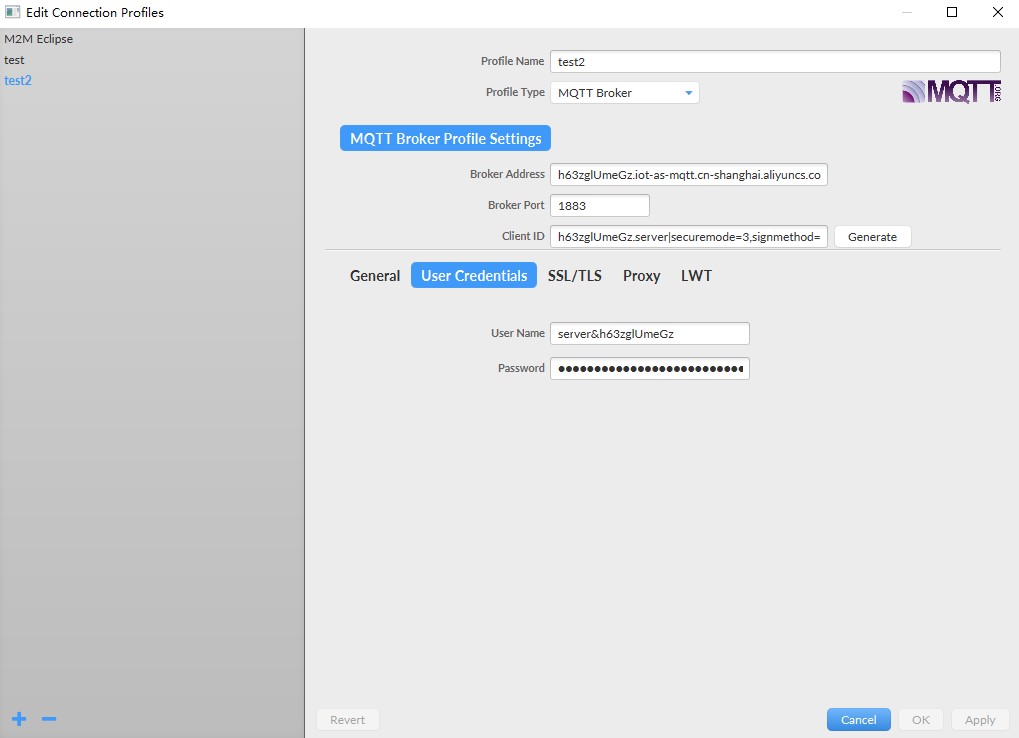 Edit Connection Profiles
M2M Eclipse
test
test2
Profile Name test2
Profile Type MQTT Broker
MQTT.ORG
MQTT Broker Profile Settings
Broker Address h63zglUmeGz.iot-as-mqtt.cn-shanghai.aliyuncs.co
Broker Port 1883
Client ID h63zglUmeGz.server|securemode=3,signmethod= Generate
General User Credentials SSL/TLS Proxy LWT
User Name server&h63zglUmeGz
Password ●●●●●●●●●●●●●●●●●●●●●●●●●●
Revert Cancel OK Apply